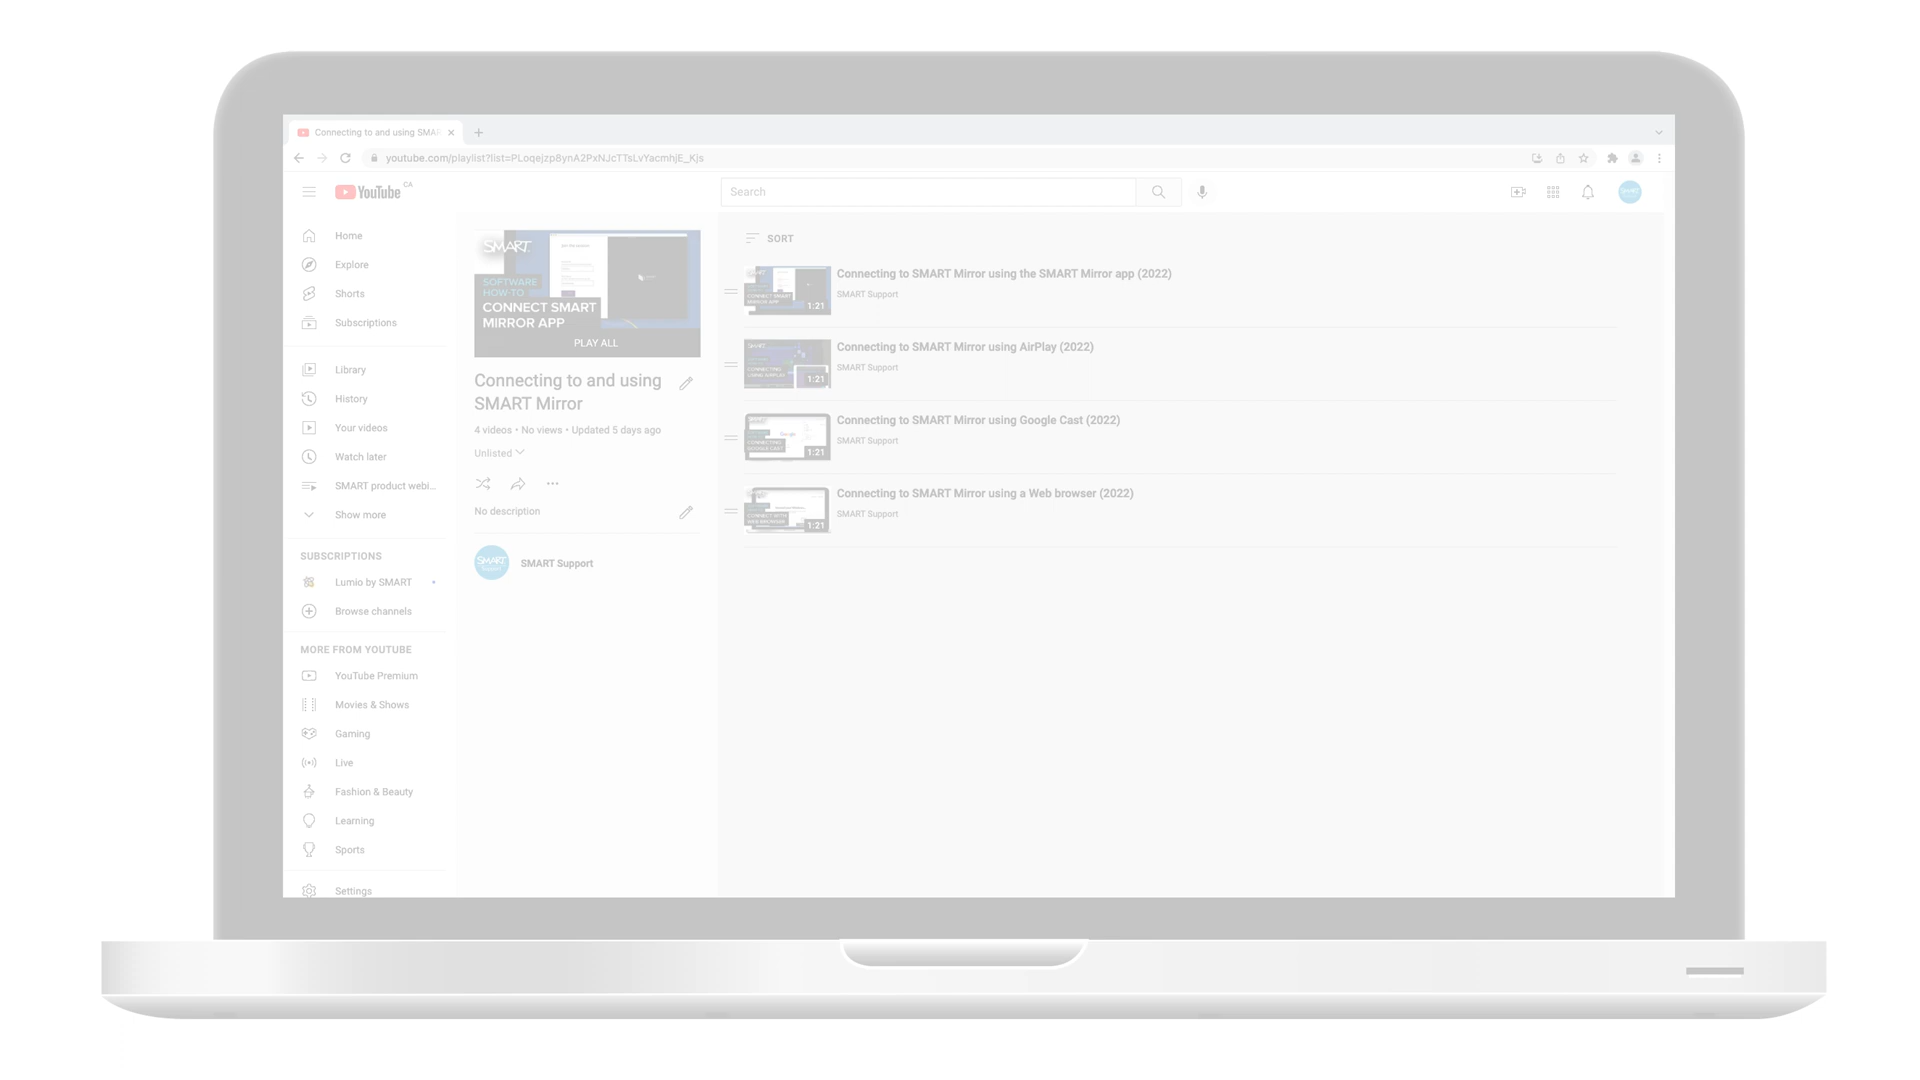 Connecting to and using SMAR
youtube.com/playlist?list=PLoqejzp8ynA2PxNJcTTsLvYacmhjE_Kjs
YouTube CA
Search
Home
Explore
Shorts
Subscriptions
Library
History
Your videos
Watch later
SMART product webi...
Show more
SUBSCRIPTIONS
Lumio by SMART
Browse channels
MORE FROM YOUTUBE
YouTube Premium
Movies & Shows
Gaming
Live
Fashion & Beauty
Learning
Sports
Settings
SMART
SOFTWARE
HOW-TO
CONNECT SMART
MIRROR APP
PLAY ALL
Connecting to and using
SMART Mirror
4 videos • No views • Updated 5 days ago
Unlisted
No description
SMART Support
SORT
1:21
Connecting to SMART Mirror using the SMART Mirror app (2022)
SMART Support
1:21
Connecting to SMART Mirror using AirPlay (2022)
SMART Support
1:21
Connecting to SMART Mirror using Google Cast (2022)
SMART Support
1:21
Connecting to SMART Mirror using a Web browser (2022)
SMART Support